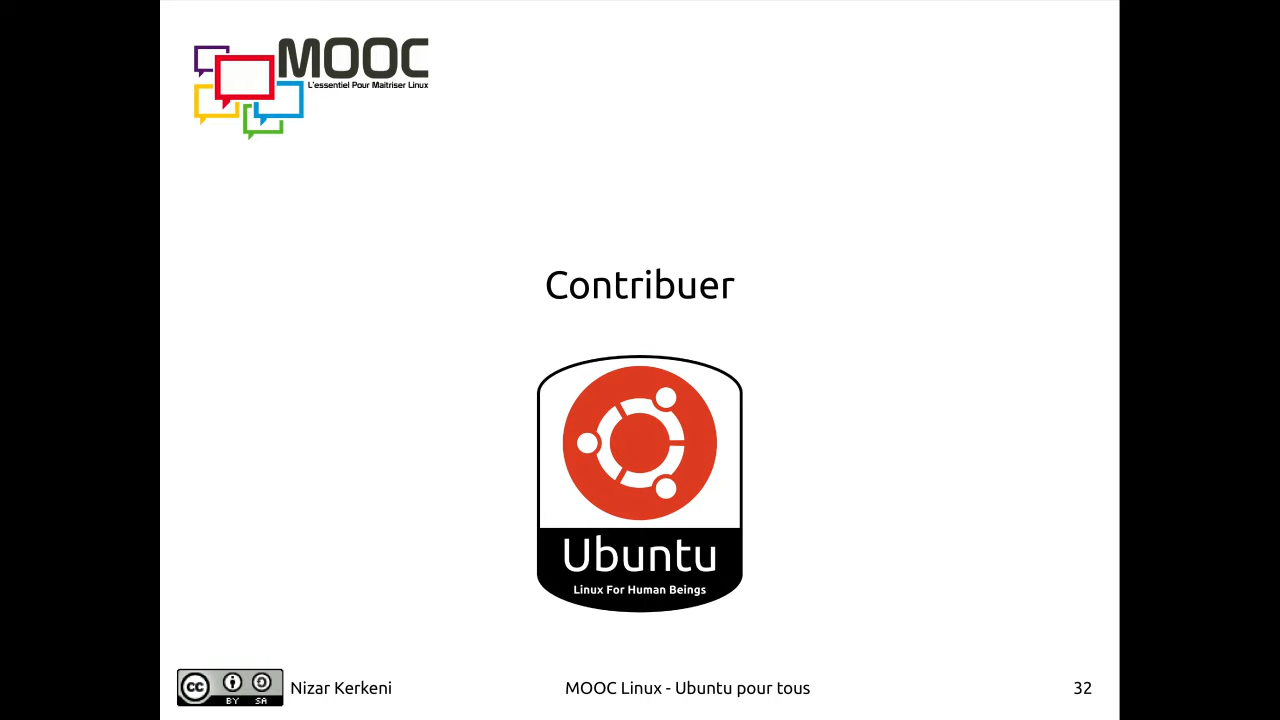 MOOC
L'essentiel Pour Maitriser Linux
Contribuer
Ubuntu
Linux For Human Beings
cc
BY SA
Nizar Kerkeni
MOOC Linux - Ubuntu pour tous
32